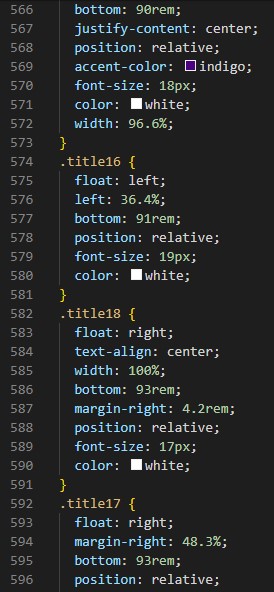 566 bottom: 90rem;
567 justify-content: center;
568 position: relative;
569 accent-color: indigo;
570 font-size: 18px;
571 color: white;
572 width: 96.6%;
573 }
574 .title16 {
575 float: left;
576 left: 36.4%;
577 bottom: 91rem;
578 position: relative;
579 font-size: 19px;
580 color: white;
581 }
582 .title18 {
583 float: right;
584 text-align: center;
585 width: 100%;
586 bottom: 93rem;
587 margin-right: 4.2rem;
588 position: relative;
589 font-size: 17px;
590 color: white;
591 }
592 .title17 {
593 float: right;
594 margin-right: 48.3%;
595 bottom: 93rem;
596 position: relative;